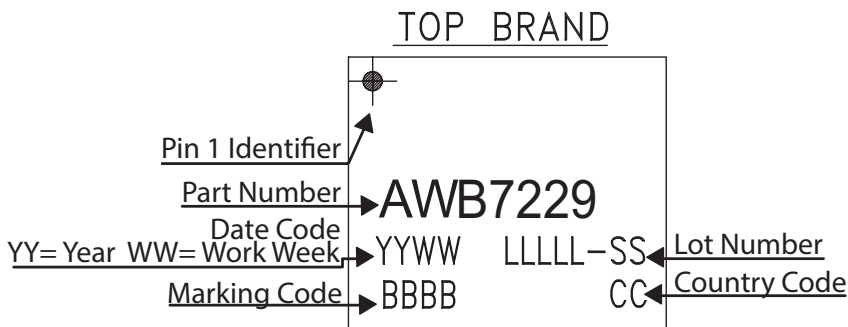 TOP BRAND
Pin 1 Identifier
Part Number AWB7229
Date Code
YY= Year WW= Work Week YYWW LLLLL-SS Lot Number
Marking Code BBBB CC Country Code